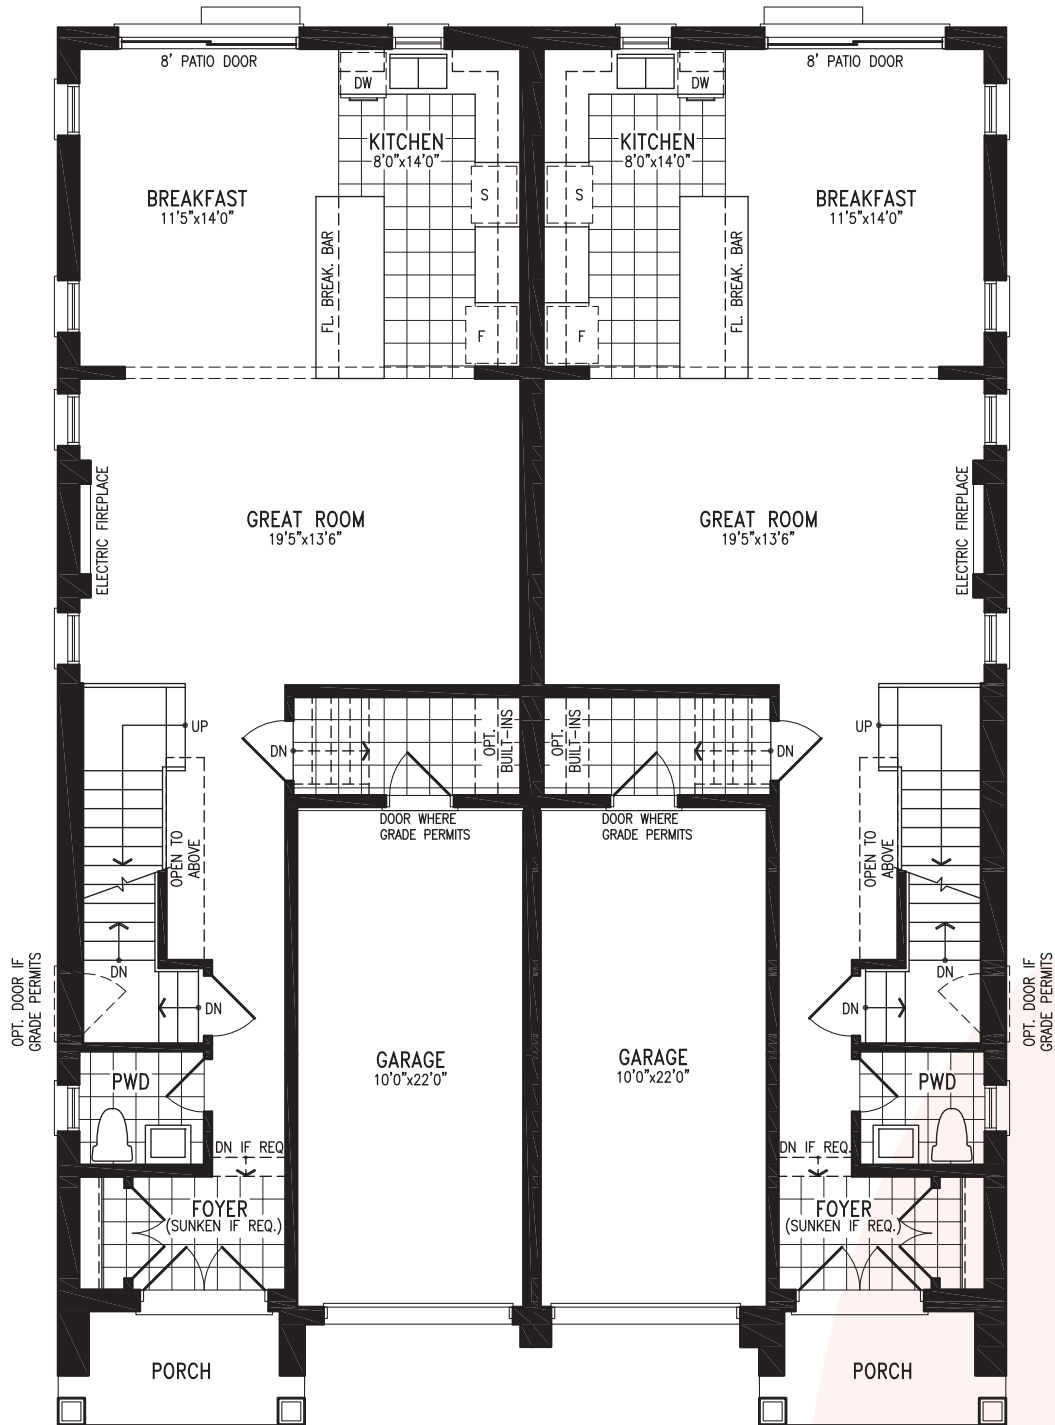 8' PATIO DOOR
8' PATIO DOOR
DW
DW
KITCHEN
8'0"x14'0"
KITCHEN
8'0"x14'0"
BREAKFAST
11'5"x14'0"
BREAKFAST
11'5"x14'0"
S
S
FL. BREAK. BAR
FL. BREAK. BAR
F
F
ELECTRIC FIREPLACE
ELECTRIC FIREPLACE
GREAT ROOM
19'5"x13'6"
GREAT ROOM
19'5"x13'6"
UP
DN
OPT.
BUILT-INS
OPT.
BUILT-INS
DN
UP
DOOR WHERE
GRADE PERMITS
DOOR WHERE
GRADE PERMITS
OPEN TO
ABOVE
OPEN TO
ABOVE
OPT. DOOR IF
GRADE PERMITS
DN
DN
DN
DN
OPT. DOOR IF
GRADE PERMITS
PWD
GARAGE
10'0"x22'0"
GARAGE
10'0"x22'0"
PWD
DN IF REQ.
DN IF REQ.
FOYER
(SUNKEN IF REQ.)
FOYER
(SUNKEN IF REQ.)
PORCH
PORCH